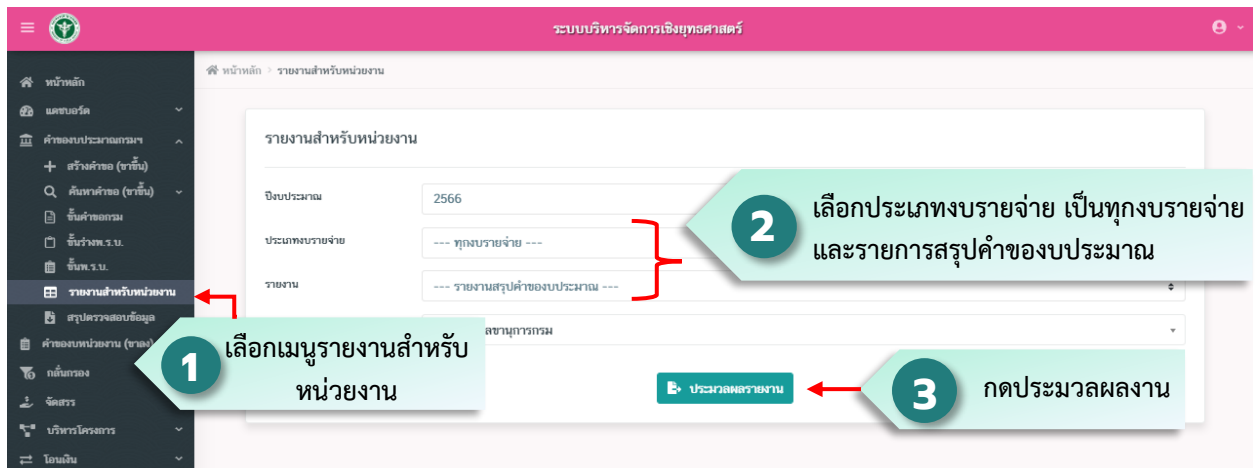 ระบบบริหารจัดการเชิงยุทธศาสตร์
หน้าหลัก > รายงานสำหรับหน่วยงาน
หน้าหลัก
แดชบอร์ด
คำของบประมาณกรมฯ
สร้างคำขอ (ขาขึ้น)
ค้นหาคำขอ (ขาขึ้น)
ขั้นคำขอกรม
ขั้นร่างพ.ร.บ.
ขั้นพ.ร.บ.
รายงานสำหรับหน่วยงาน
สรุปตรวจสอบข้อมูล
คำของบหน่วยงาน (ขาลง)
กลั่นกรอง
จัดสรร
บริหารโครงการ
โอนเงิน
รายงานสำหรับหน่วยงาน
ปีงบประมาณ
2566
ประเภทงบรายจ่าย
--- ทุกงบรายจ่าย ---
รายงาน
--- รายงานสรุปคำของบประมาณ ---
ลขานุการกรม
ประมวลผลรายงาน
1
เลือกเมนูรายงานสำหรับ
หน่วยงาน
2
เลือกประเภทงบรายจ่าย เป็นทุกงบรายจ่าย
และรายการสรุปคำของบประมาณ
3
กดประมวลผลงาน